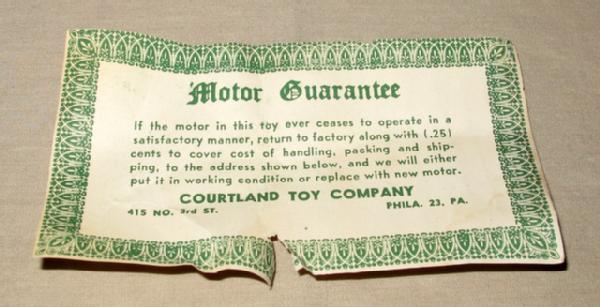 Motor Guarantee
If the motor in this toy ever ceases to operate in a
satisfactory manner, return to factory along with (.25)
cents to cover cost of handling, packing and ship-
ping, to the address shown below, and we will either
put it in working condition or replace with new motor.
COURTLAND TOY COMPANY
415 NO. 3rd ST. PHILA. 23, PA.